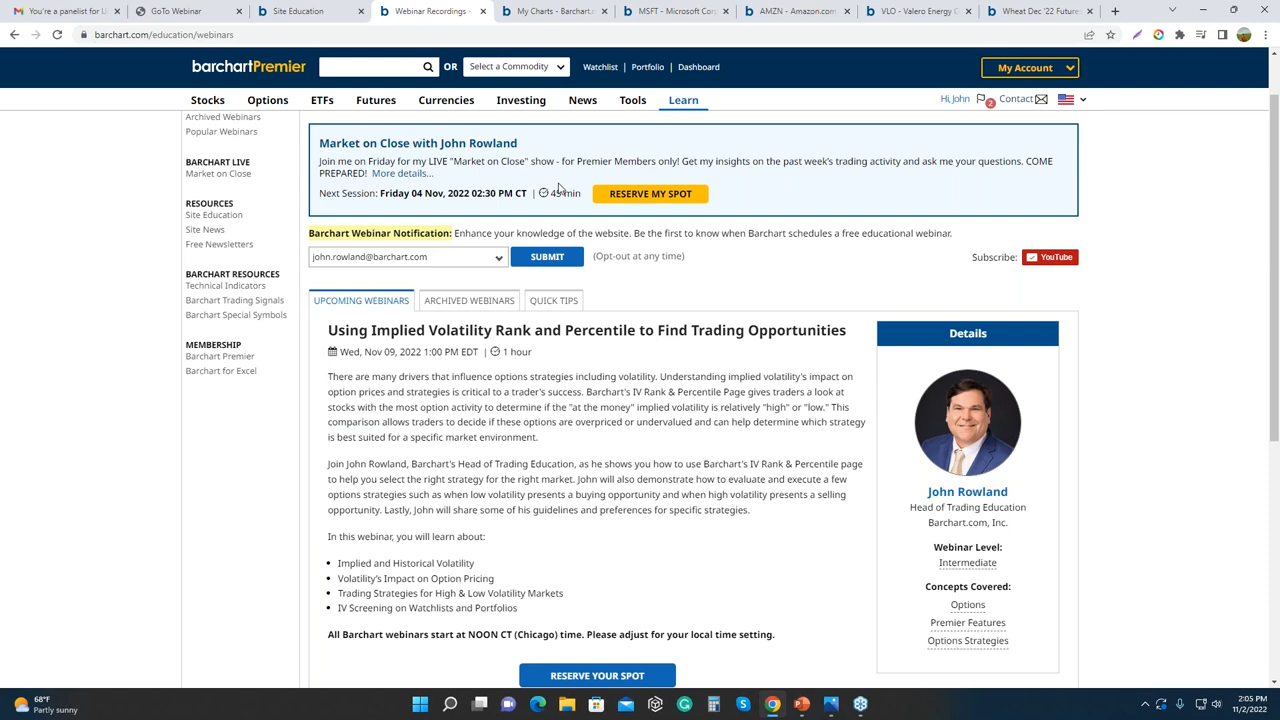 You're a panelist for Us
GoTo Webinar
Site Education
Webinar Recordings -
My Charts - Barchart.c
MSFT - Microsoft Corp
AMZN - Amazon.com
VLO - Valero Energy C
Wheat Dec '22 Future
barchart.com/education/webinars
barchartPremier
OR
Select a Commodity
Watchlist | Portfolio | Dashboard
My Account
Stocks
Options
ETFs
Futures
Currencies
Investing
News
Tools
Learn
Hi, John
2
Contact
Archived Webinars
Popular Webinars
BARCHART LIVE
Market on Close
RESOURCES
Site Education
Site News
Free Newsletters
BARCHART RESOURCES
Technical Indicators
Barchart Trading Signals
Barchart Special Symbols
MEMBERSHIP
Barchart Premier
Barchart for Excel
Market on Close with John Rowland
Join me on Friday for my LIVE "Market on Close" show - for Premier Members only! Get my insights on the past week's trading activity and ask me your questions. COME
PREPARED! More details...
Next Session: Friday 04 Nov, 2022 02:30 PM CT | 45 min
RESERVE MY SPOT
Barchart Webinar Notification: Enhance your knowledge of the website. Be the first to know when Barchart schedules a free educational webinar.
john.rowland@barchart.com
SUBMIT
(Opt-out at any time)
Subscribe:
YouTube
UPCOMING WEBINARS
ARCHIVED WEBINARS
QUICK TIPS
Using Implied Volatility Rank and Percentile to Find Trading Opportunities
Wed, Nov 09, 2022 1:00 PM EDT | 1 hour
There are many drivers that influence options strategies including volatility. Understanding implied volatility's impact on
option prices and strategies is critical to a trader's success. Barchart's IV Rank & Percentile Page gives traders a look at
stocks with the most option activity to determine if the "at the money" implied volatility is relatively "high" or "low." This
comparison allows traders to decide if these options are overpriced or undervalued and can help determine which strategy
is best suited for a specific market environment.
Join John Rowland, Barchart's Head of Trading Education, as he shows you how to use Barchart's IV Rank & Percentile page
to help you select the right strategy for the right market. John will also demonstrate how to evaluate and execute a few
options strategies such as when low volatility presents a buying opportunity and when high volatility presents a selling
opportunity. Lastly, John will share some of his guidelines and preferences for specific strategies.
In this webinar, you will learn about:
• Implied and Historical Volatility
• Volatility's Impact on Option Pricing
• Trading Strategies for High & Low Volatility Markets
• IV Screening on Watchlists and Portfolios
All Barchart webinars start at NOON CT (Chicago) time. Please adjust for your local time setting.
RESERVE YOUR SPOT
Details
John Rowland
Head of Trading Education
Barchart.com, Inc.
Webinar Level:
Intermediate
Concepts Covered:
Options
Premier Features
Options Strategies
68°F
Partly sunny
2:05 PM
11/2/2022